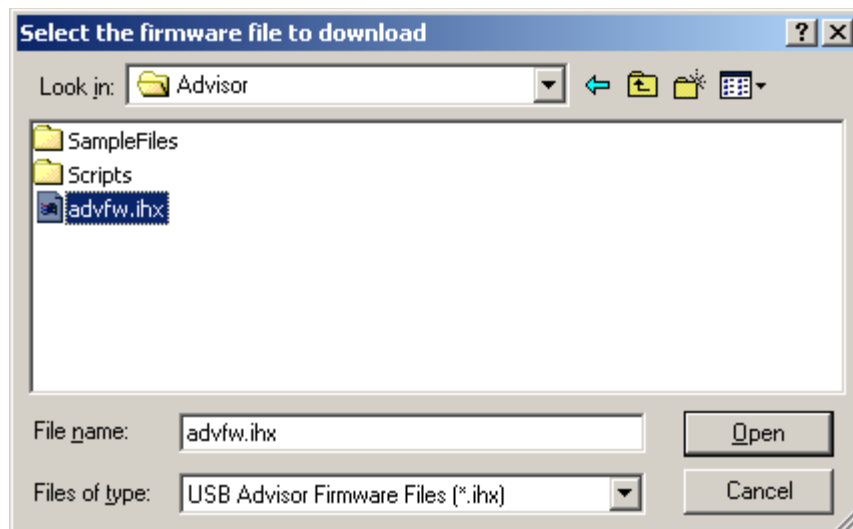 Select the firmware file to download
Look in: Advisor
SampleFiles
Scripts
advfw.ihx
File name: advfw.ihx Open
Files of type: USB Advisor Firmware Files (*.ihx) Cancel